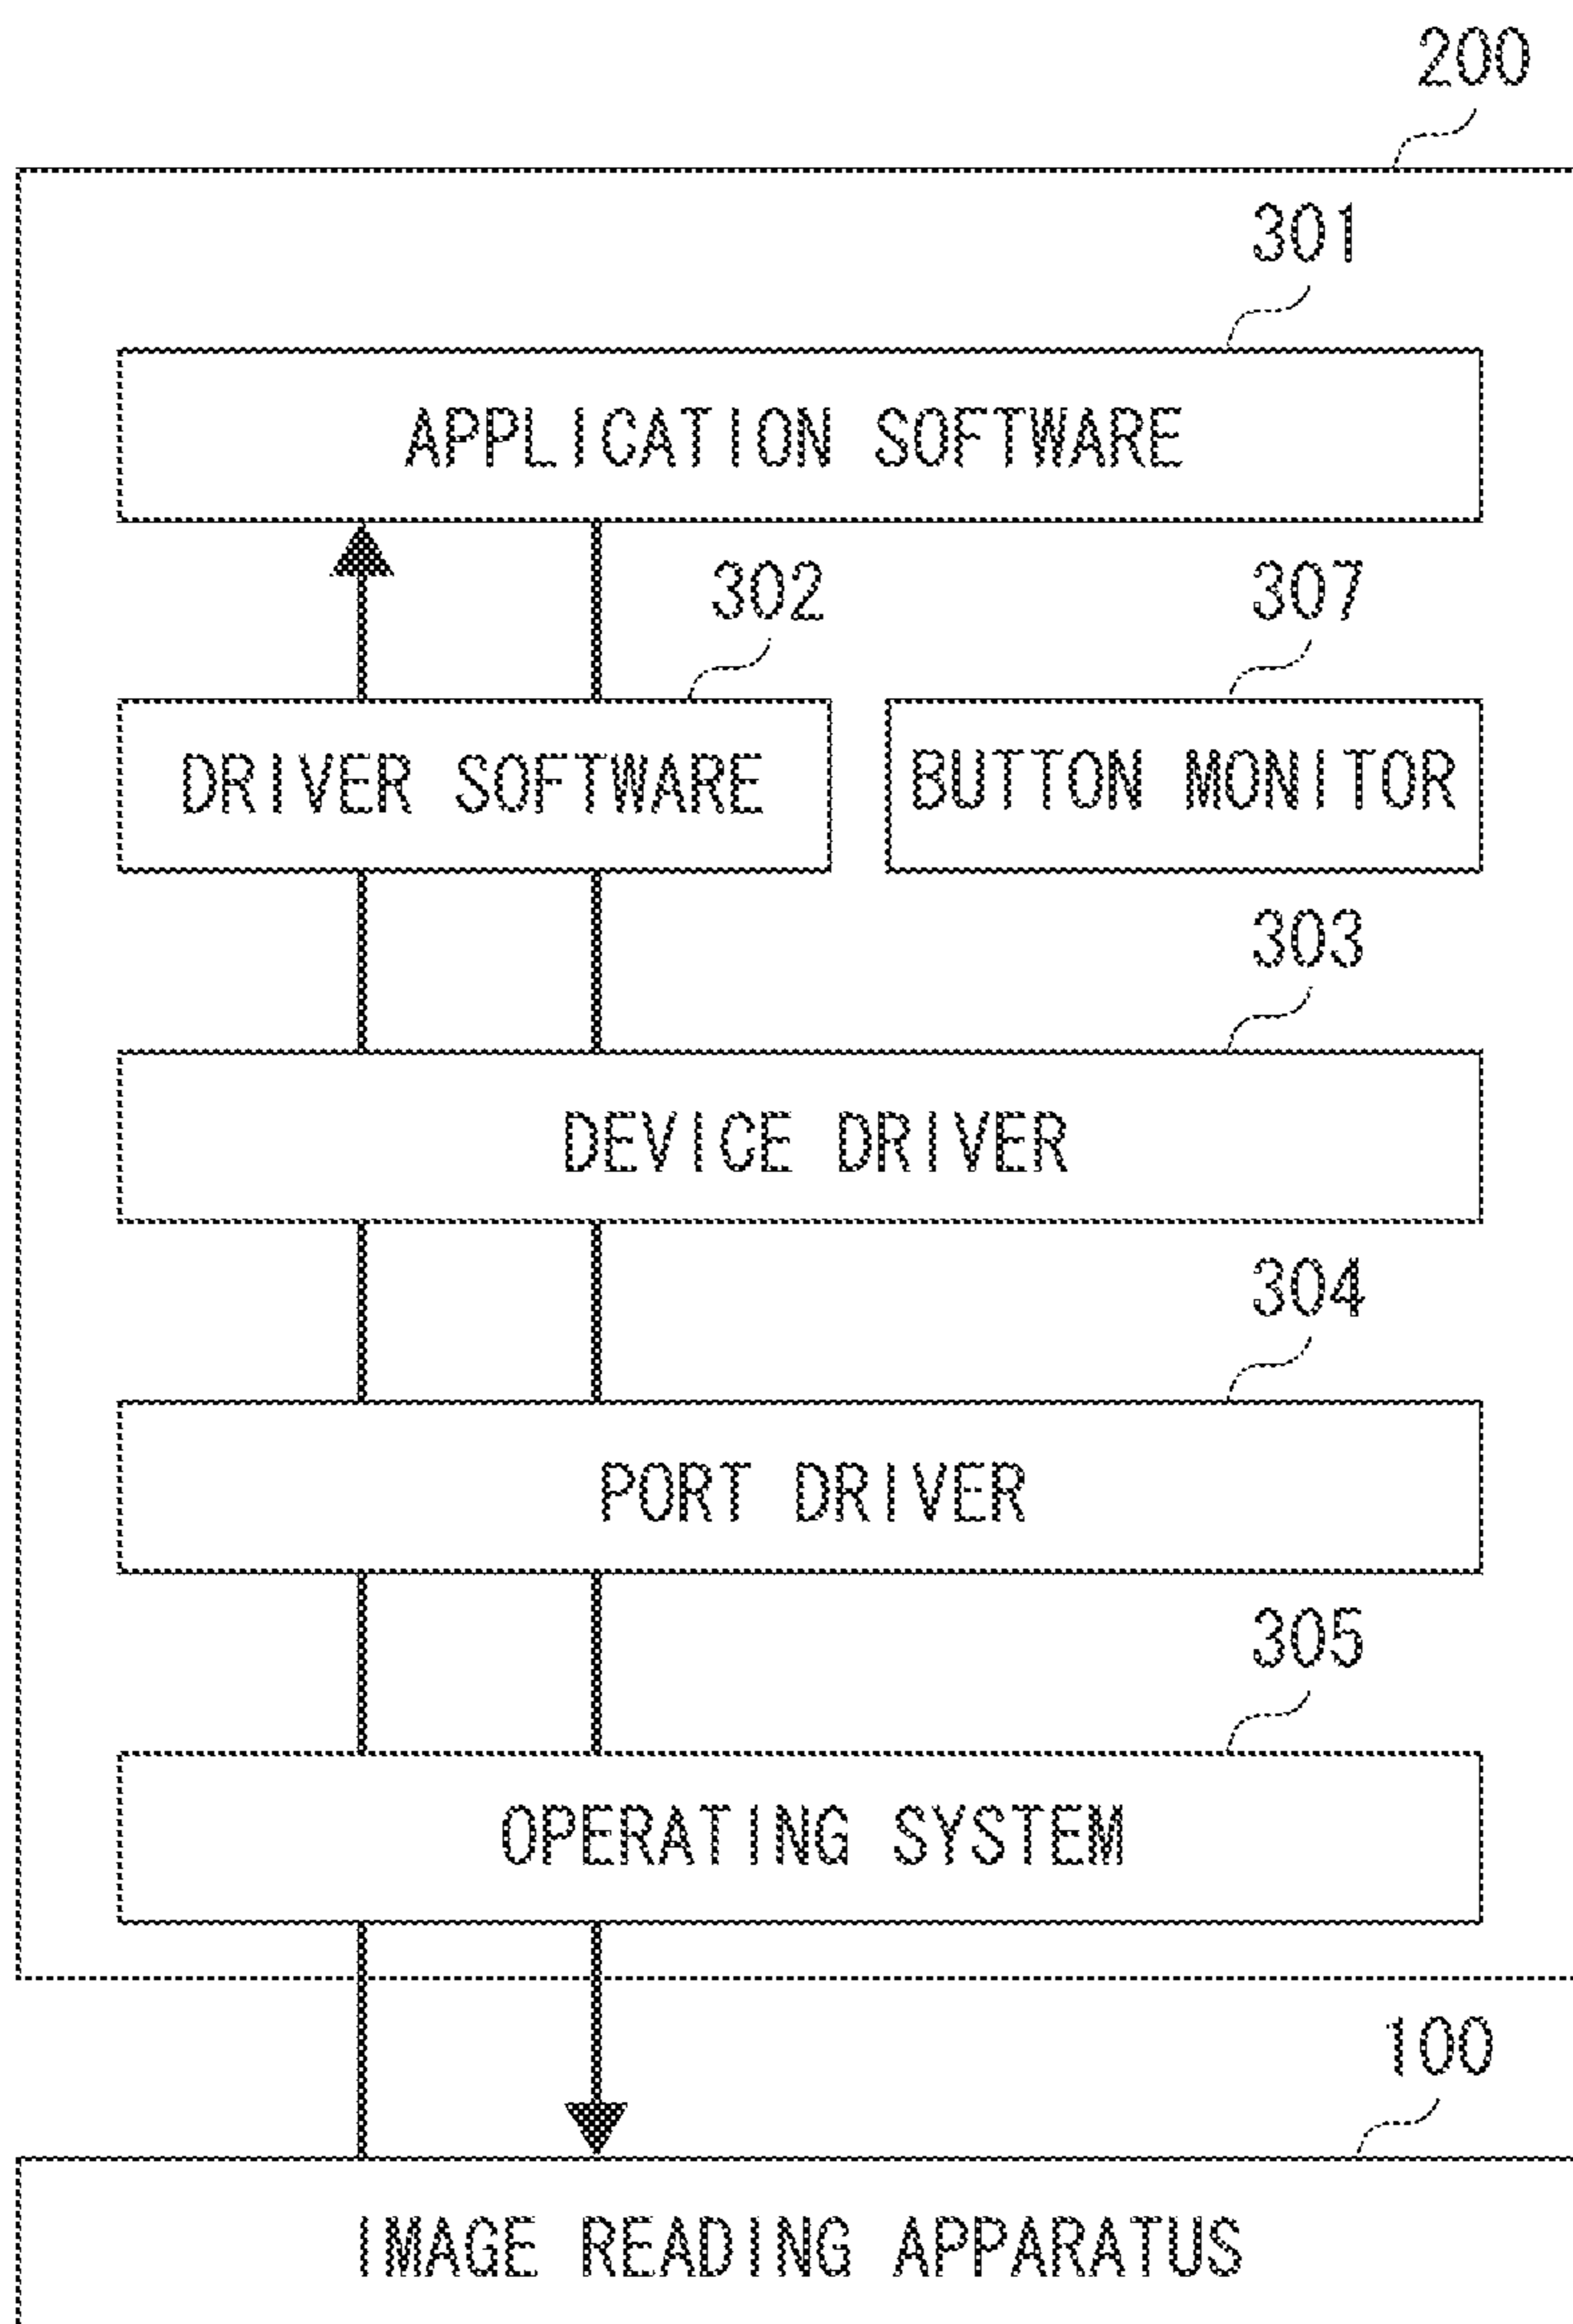 200
301
APPLICATION SOFTWARE
302
307
DRIVER SOFTWARE
BUTTON MONITOR
303
DEVICE DRIVER
304
PORT DRIVER
305
OPERATING SYSTEM
100
IMAGE READING APPARATUS